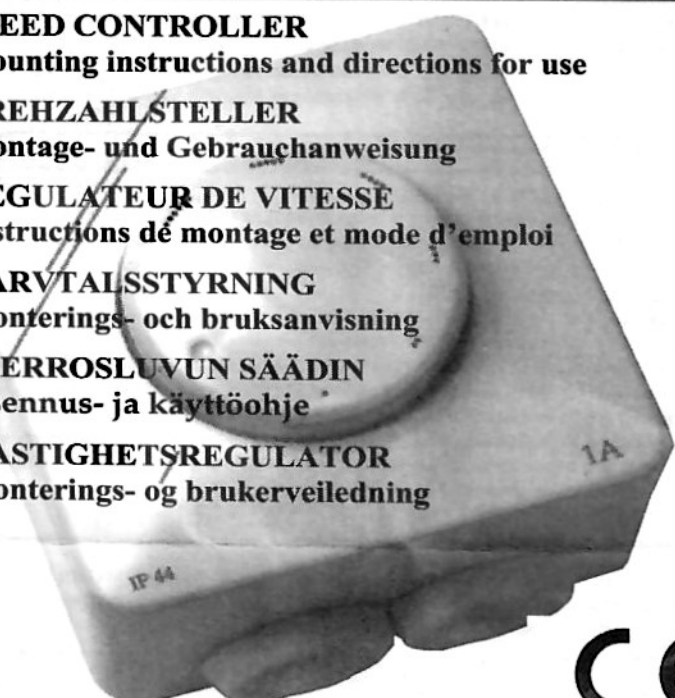 EED CONTROLLER
ounting instructions and directions for use
REHZAHLSTELLER
ontage- und Gebrauchanweisung
ÉGULATEUR DE VITESSE
structions de montage et mode d'emploi
ARVTALSSTYRNING
onterings- och bruksanvisning
ERROSLUVUN SÄÄDIN
ennus- ja käyttöohje
ASTIGHETSREGULATOR
onterings- og brukerveiledning
1A
IP 44
CE